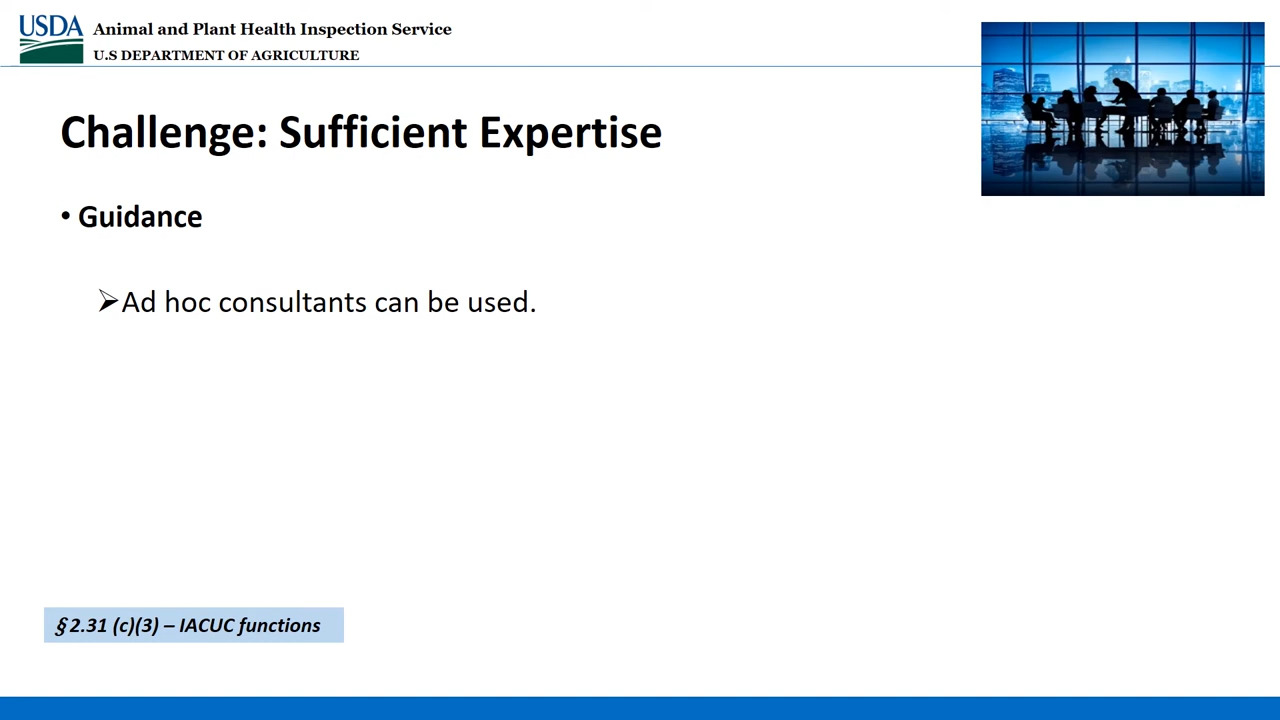 USDA
Animal and Plant Health Inspection Service
U.S DEPARTMENT OF AGRICULTURE
Challenge: Sufficient Expertise
• Guidance
➢Ad hoc consultants can be used.
§2.31 (c)(3) – IACUC functions